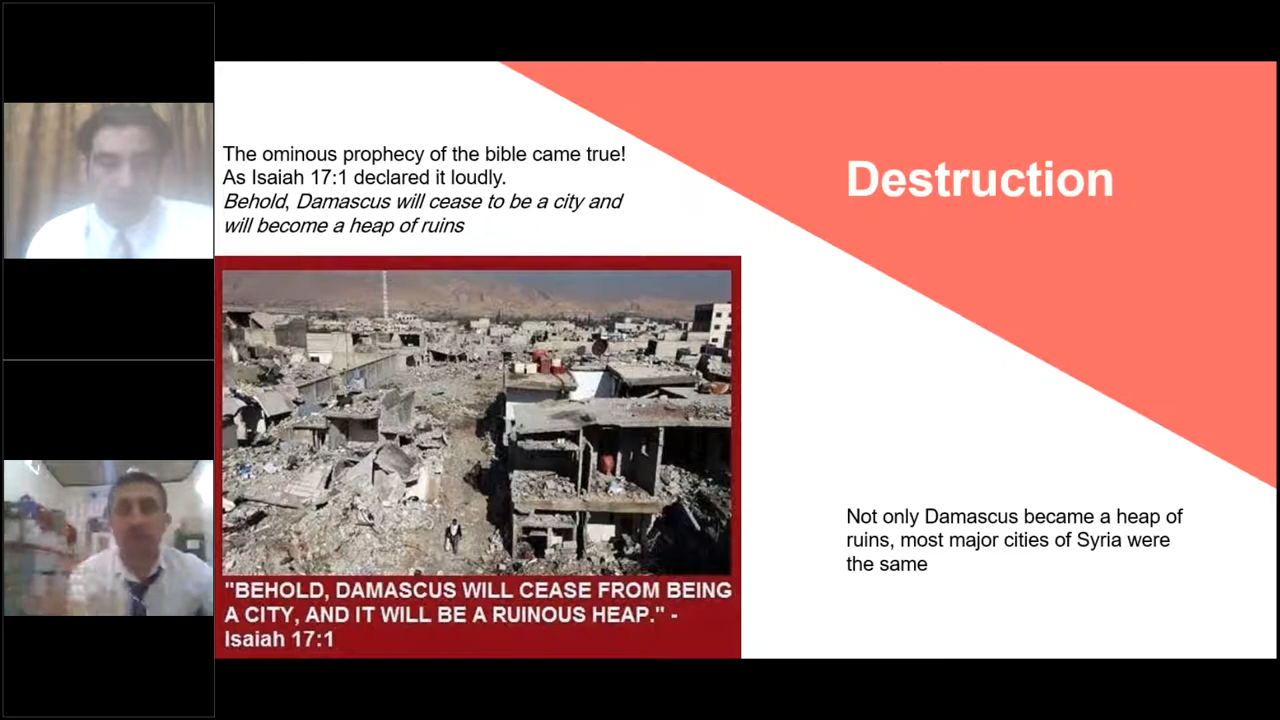 The ominous prophecy of the bible came true!
As Isaiah 17:1 declared it loudly.
Behold, Damascus will cease to be a city and
will become a heap of ruins
Destruction
"BEHOLD, DAMASCUS WILL CEASE FROM BEING
A CITY, AND IT WILL BE A RUINOUS HEAP." -
Isaiah 17:1
Not only Damascus became a heap of
ruins, most major cities of Syria were
the same